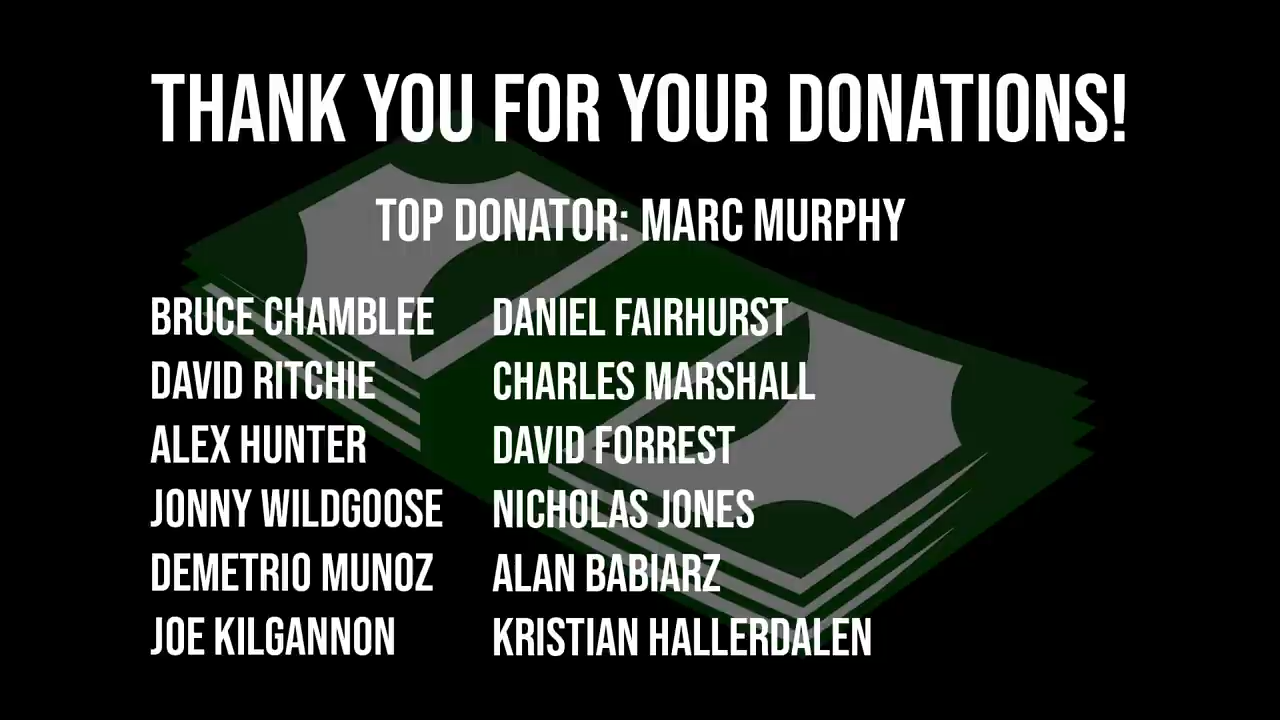 THANK YOU FOR YOUR DONATIONS!
TOP DONATOR: MARC MURPHY
BRUCE CHAMBLEE
DAVID RITCHIE
ALEX HUNTER
JONNY WILDGOOSE
DEMETRIO MUNOZ
JOE KILGANNON
DANIEL FAIRHURST
CHARLES MARSHALL
DAVID FORREST
NICHOLAS JONES
ALAN BABIARZ
KRISTIAN HALLERDALEN